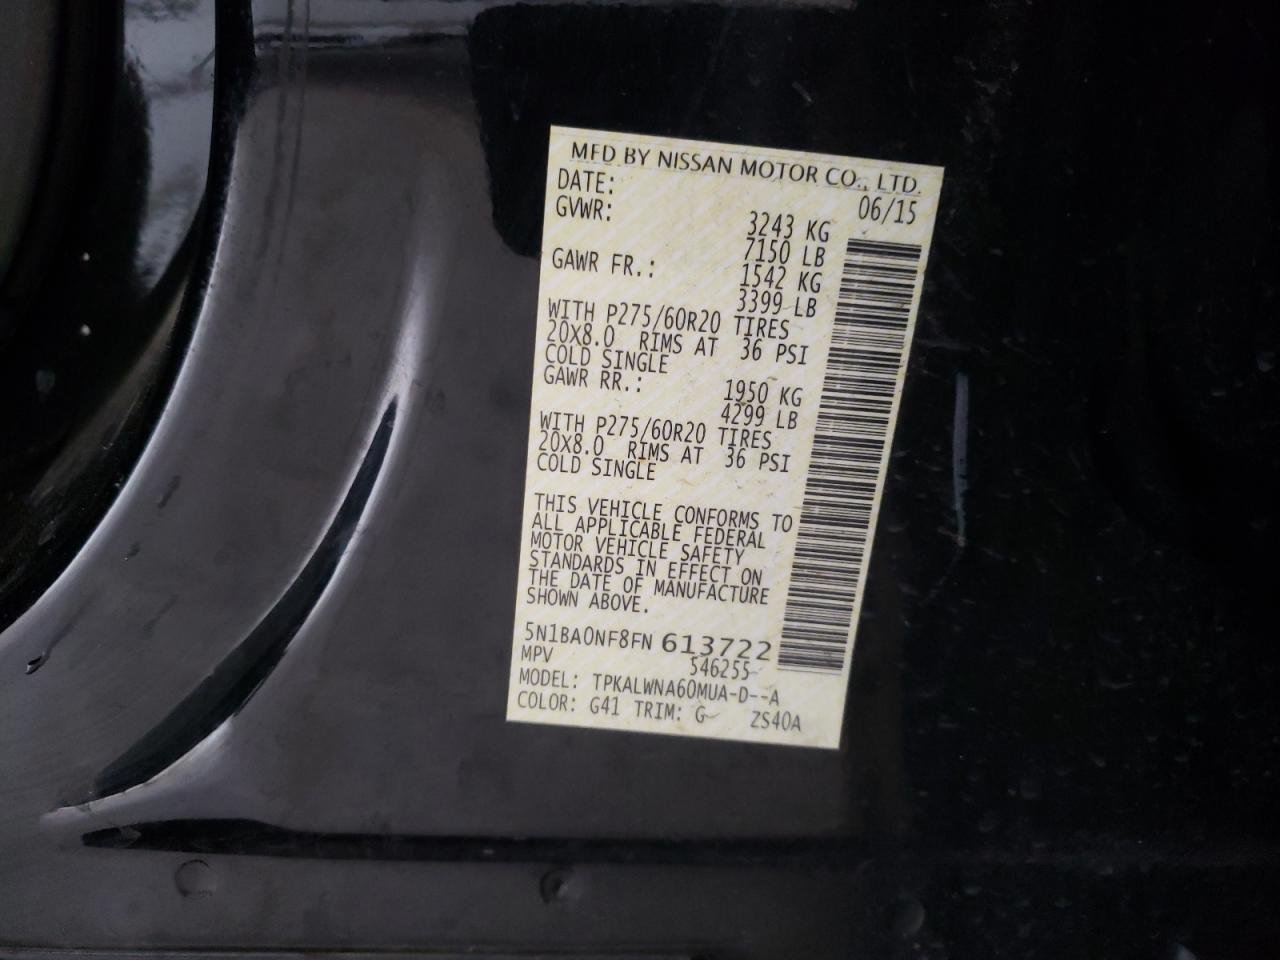 MFD BY NISSAN MOTOR CO., LTD.
DATE: 06/15
GVWR: 3243 KG
7150 LB
GAWR FR.: 1542 KG
3399 LB
WITH P275/60R20 TIRES
20X8.0 RIMS AT 36 PSI
COLD SINGLE
GAWR RR.: 1950 KG
4299 LB
WITH P275/60R20 TIRES
20X8.0 RIMS AT 36 PSI
COLD SINGLE
THIS VEHICLE CONFORMS TO
ALL APPLICABLE FEDERAL
MOTOR VEHICLE SAFETY
STANDARDS IN EFFECT ON
THE DATE OF MANUFACTURE
SHOWN ABOVE.
5N1BA0NF8FN 613722
MPV 546255
MODEL: TPKALWNA60MUA-D--A
COLOR: G41 TRIM: G ZS40A